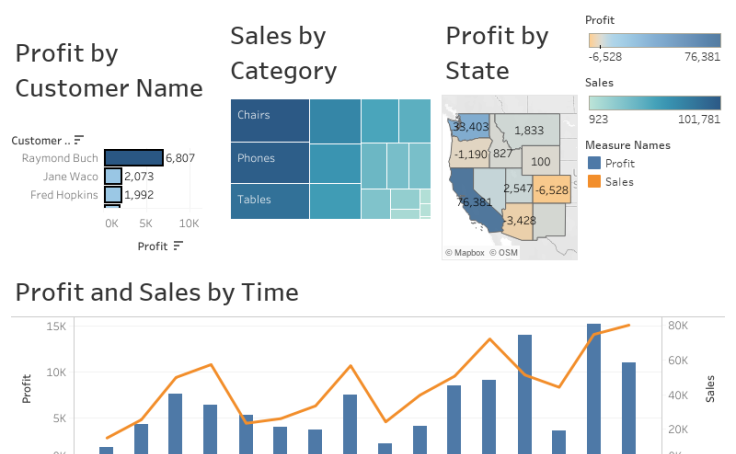 Profit by
Customer Name
Sales by
Category
Profit by
State
Profit
-6,528 76,381
Sales
923 101,781
Measure Names
Profit
Sales
Customer ..
Raymond Buch 6,807
Jane Waco 2,073
Fred Hopkins 1,992
0K 5K 10K
Profit
Chairs
Phones
Tables
33,403
1,833
-1,190
827
100
2,547
-6,528
76,381
-3,428
© Mapbox © OSM
Profit and Sales by Time
15K
10K
5K
Profit
80K
60K
40K
20K
Sales